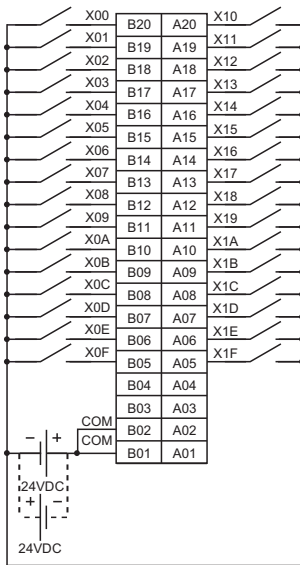 X00 B20 A20 X10
X01 B19 A19 X11
X02 B18 A18 X12
X03 B17 A17 X13
X04 B16 A16 X14
X05 B15 A15 X15
X06 B14 A14 X16
X07 B13 A13 X17
X08 B12 A12 X18
X09 B11 A11 X19
X0A B10 A10 X1A
X0B B09 A09 X1B
X0C B08 A08 X1C
X0D B07 A07 X1D
X0E B06 A06 X1E
X0F B05 A05 X1F
B04 A04
B03 A03
COM B02 A02
COM B01 A01
− +
24VDC
+ −
24VDC